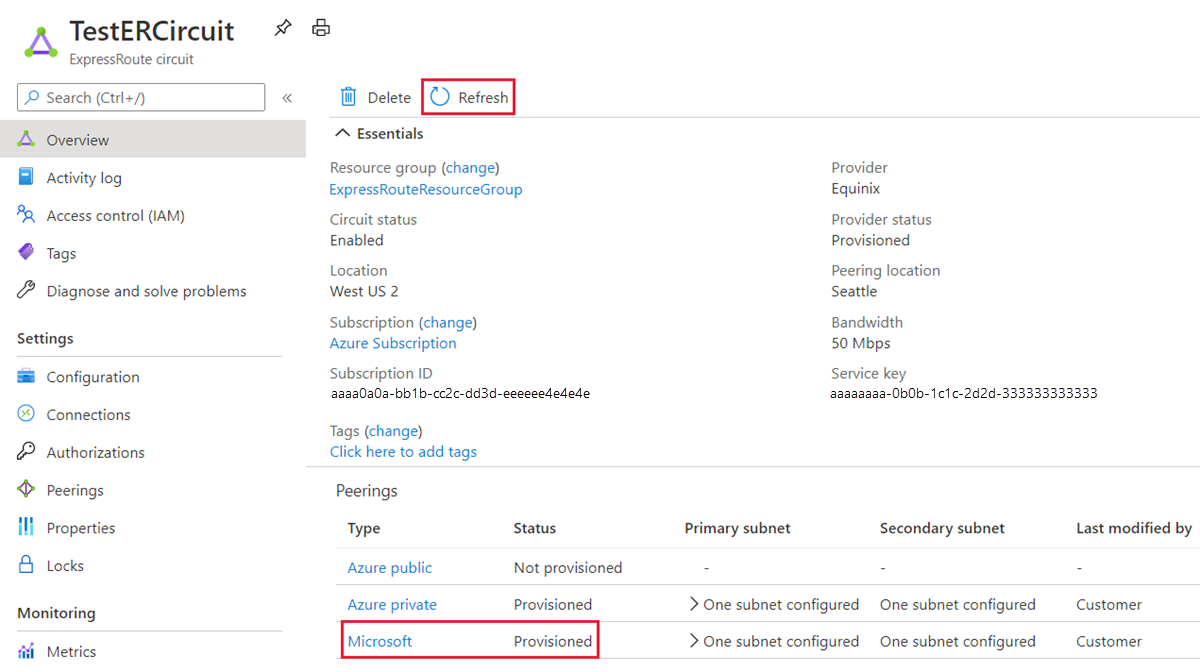 TestERCircuit
ExpressRoute circuit
Search (Ctrl+/)
«
Overview
Activity log
Access control (IAM)
Tags
Diagnose and solve problems
Settings
Configuration
Connections
Authorizations
Peerings
Properties
Locks
Monitoring
Metrics
Delete Refresh
Essentials
Resource group (change)
ExpressRouteResourceGroup
Circuit status
Enabled
Location
West US 2
Subscription (change)
Azure Subscription
Subscription ID
aaaa0a0a-bb1b-cc2c-dd3d-eeeeee4e4e4e
Tags (change)
Click here to add tags
Provider
Equinix
Provider status
Provisioned
Peering location
Seattle
Bandwidth
50 Mbps
Service key
aaaaaaaa-0b0b-1c1c-2d2d-333333333333
Peerings
Type Status Primary subnet Secondary subnet Last modified by
Azure public Not provisioned - - -
Azure private Provisioned One subnet configured One subnet configured Customer
Microsoft Provisioned One subnet configured One subnet configured Customer